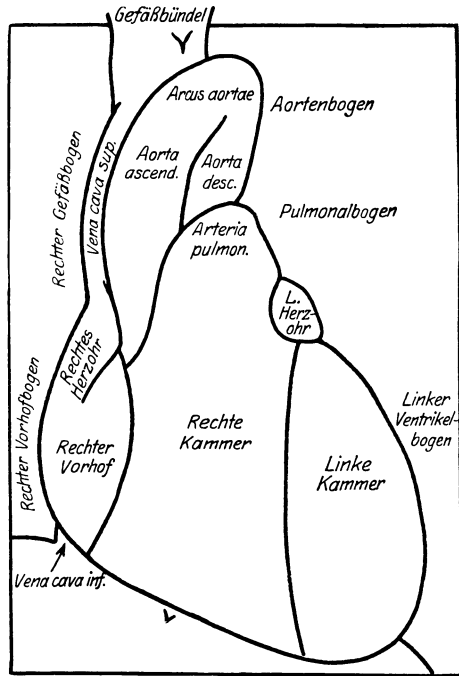 Gefäßbündel
Arcus aortae
Aortenbogen
Rechter Gefäßbogen
Vena cava sup.
Aorta
ascend.
Aorta
desc.
Pulmonalbogen
Arteria
pulmon.
L.
Herz-
ohr
Rechtes
Herzohr
Rechter Vorhofbogen
Rechter
Vorhof
Rechte
Kammer
Linke
Kammer
Linker
Ventrikel-
bogen
Vena cava inf.